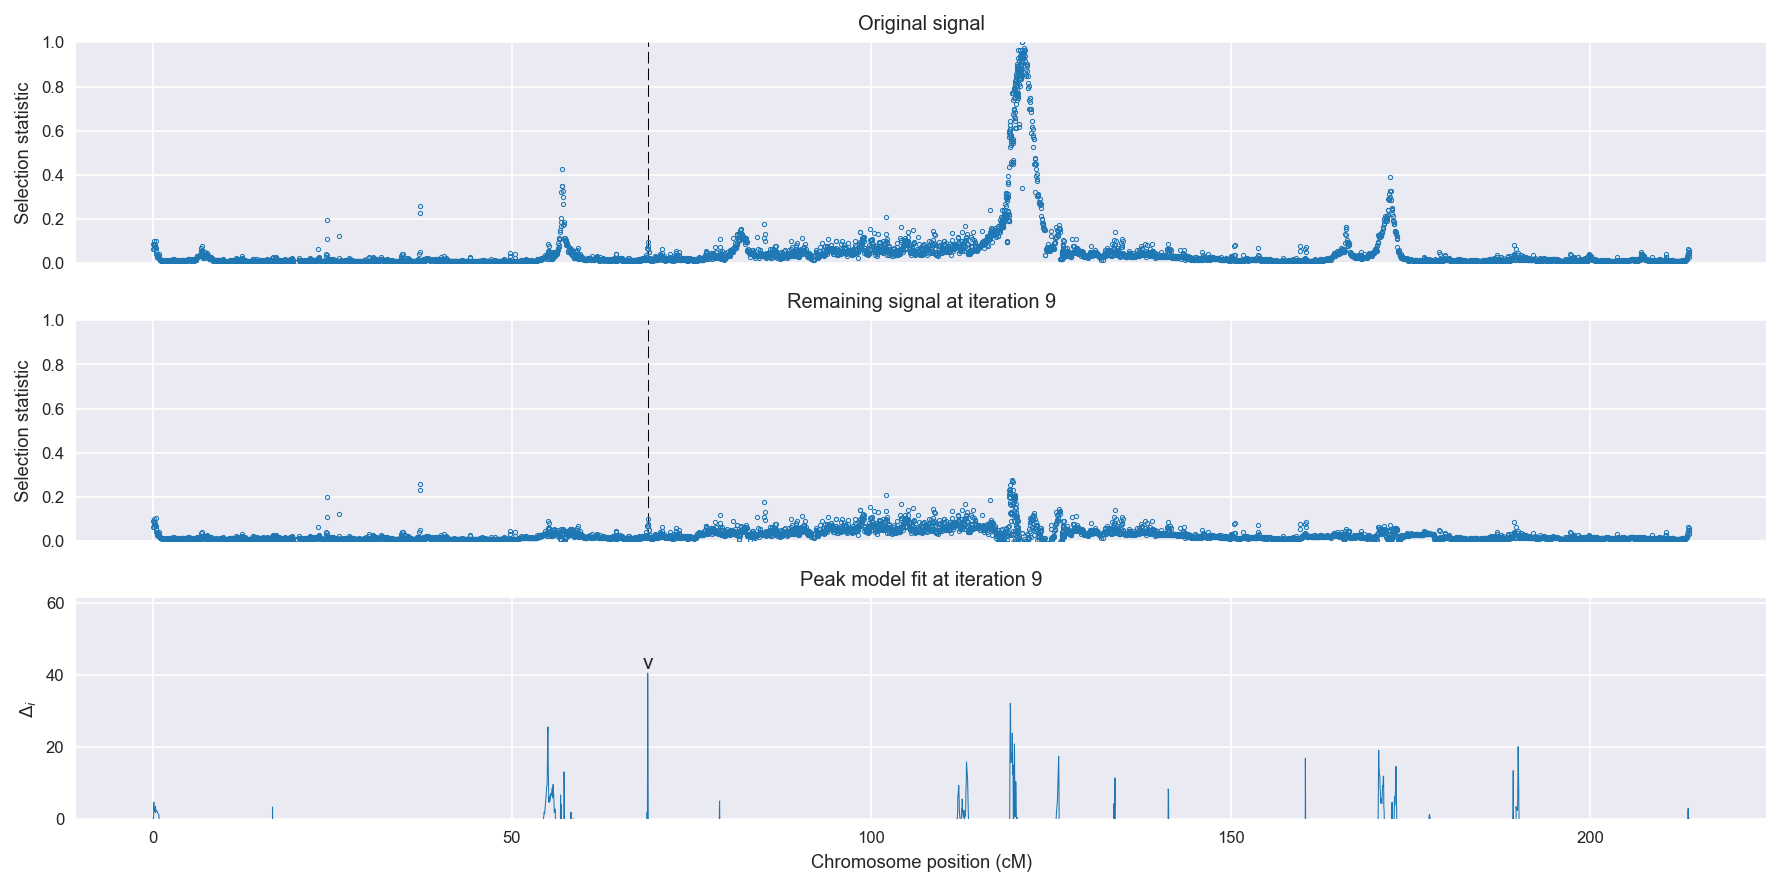 Original signal
1.0
0.8
0.6
0.4
0.2
0.0
Selection statistic
Remaining signal at iteration 9
1.0
0.8
0.6
0.4
0.2
0.0
Selection statistic
Peak model fit at iteration 9
60
40
20
0
Δi
v
0 50 100 150 200
Chromosome position (cM)